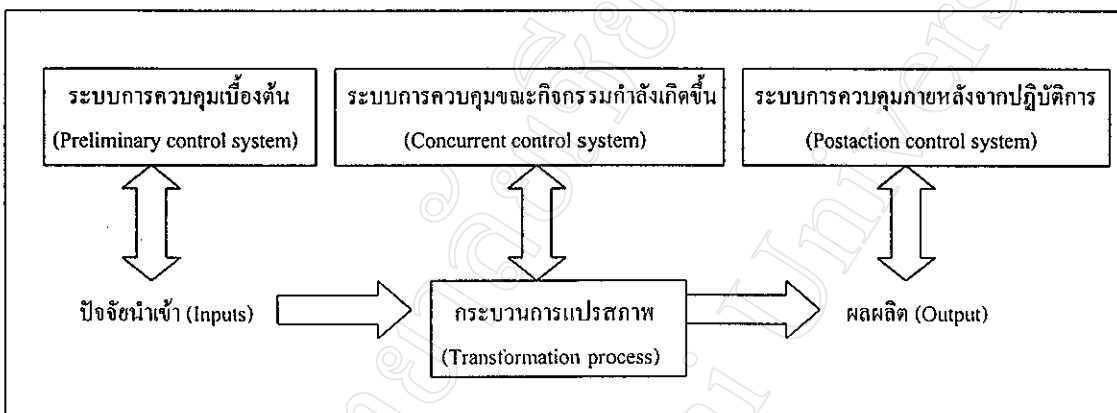 ระบบการควบคุมเบื้องต้น
(Preliminary control system)
ระบบการควบคุมขณะกิจกรรมกำลังเกิดขึ้น
(Concurrent control system)
ระบบการควบคุมภายหลังจากปฏิบัติการ
(Postaction control system)
ปัจจัยนำเข้า (Inputs)
กระบวนการแปรสภาพ
(Transformation process)
ผลผลิต (Output)